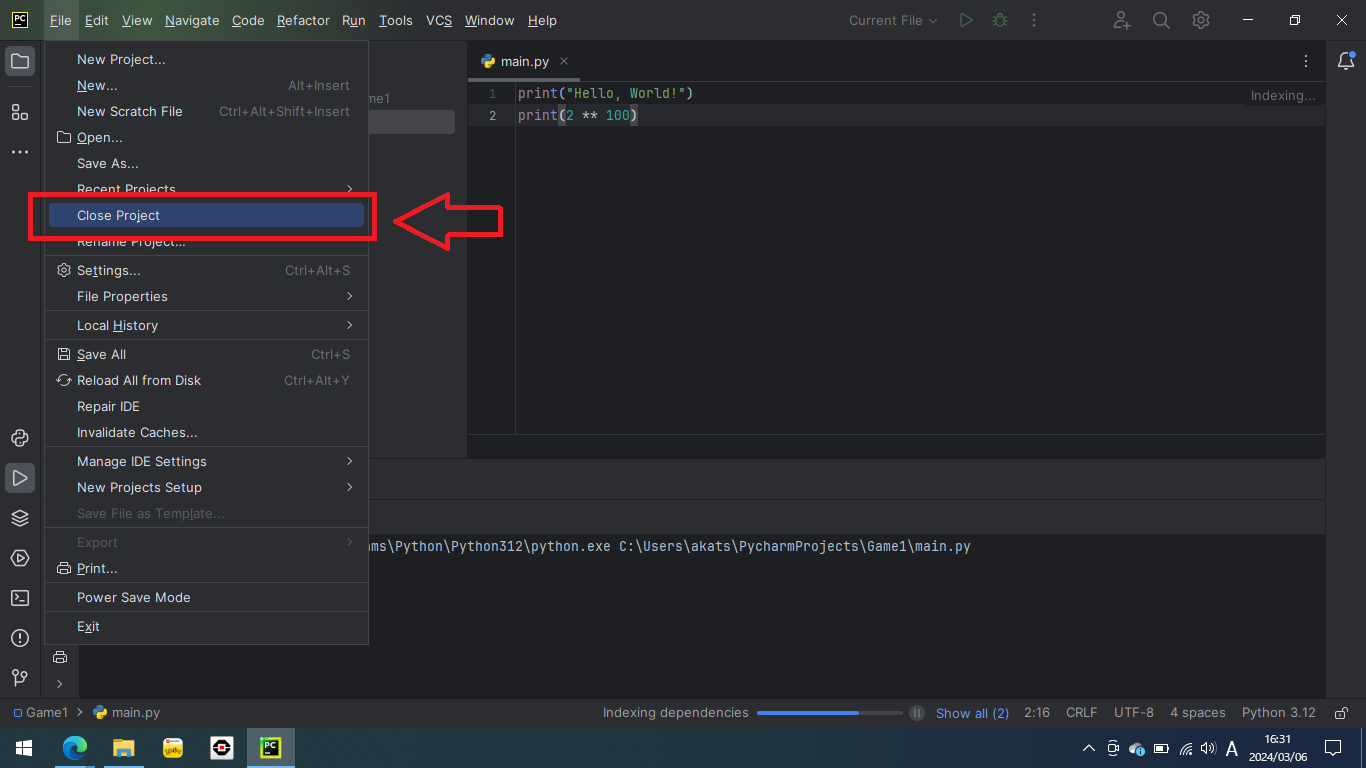 PC File Edit View Navigate Code Refactor Run Tools VCS Window Help Current File
New Project...
New... Alt+Insert
New Scratch File Ctrl+Alt+Shift+Insert
Open...
Save As...
Recent Projects
Close Project
Rename Project...
Settings... Ctrl+Alt+S
File Properties
Local History
Save All Ctrl+S
Reload All from Disk Ctrl+Alt+Y
Repair IDE
Invalidate Caches...
Manage IDE Settings
New Projects Setup
Save File as Template...
Export
Print...
Power Save Mode
Exit
me1
main.py
1 print("Hello, World!")
2 print(2 ** 100)
Indexing...
ms\Python\Python312\python.exe C:\Users\akats\PycharmProjects\Game1\main.py
Game1 > main.py Indexing dependencies Show all (2) 2:16 CRLF UTF-8 4 spaces Python 3.12
PC A 16:31
2024/03/06